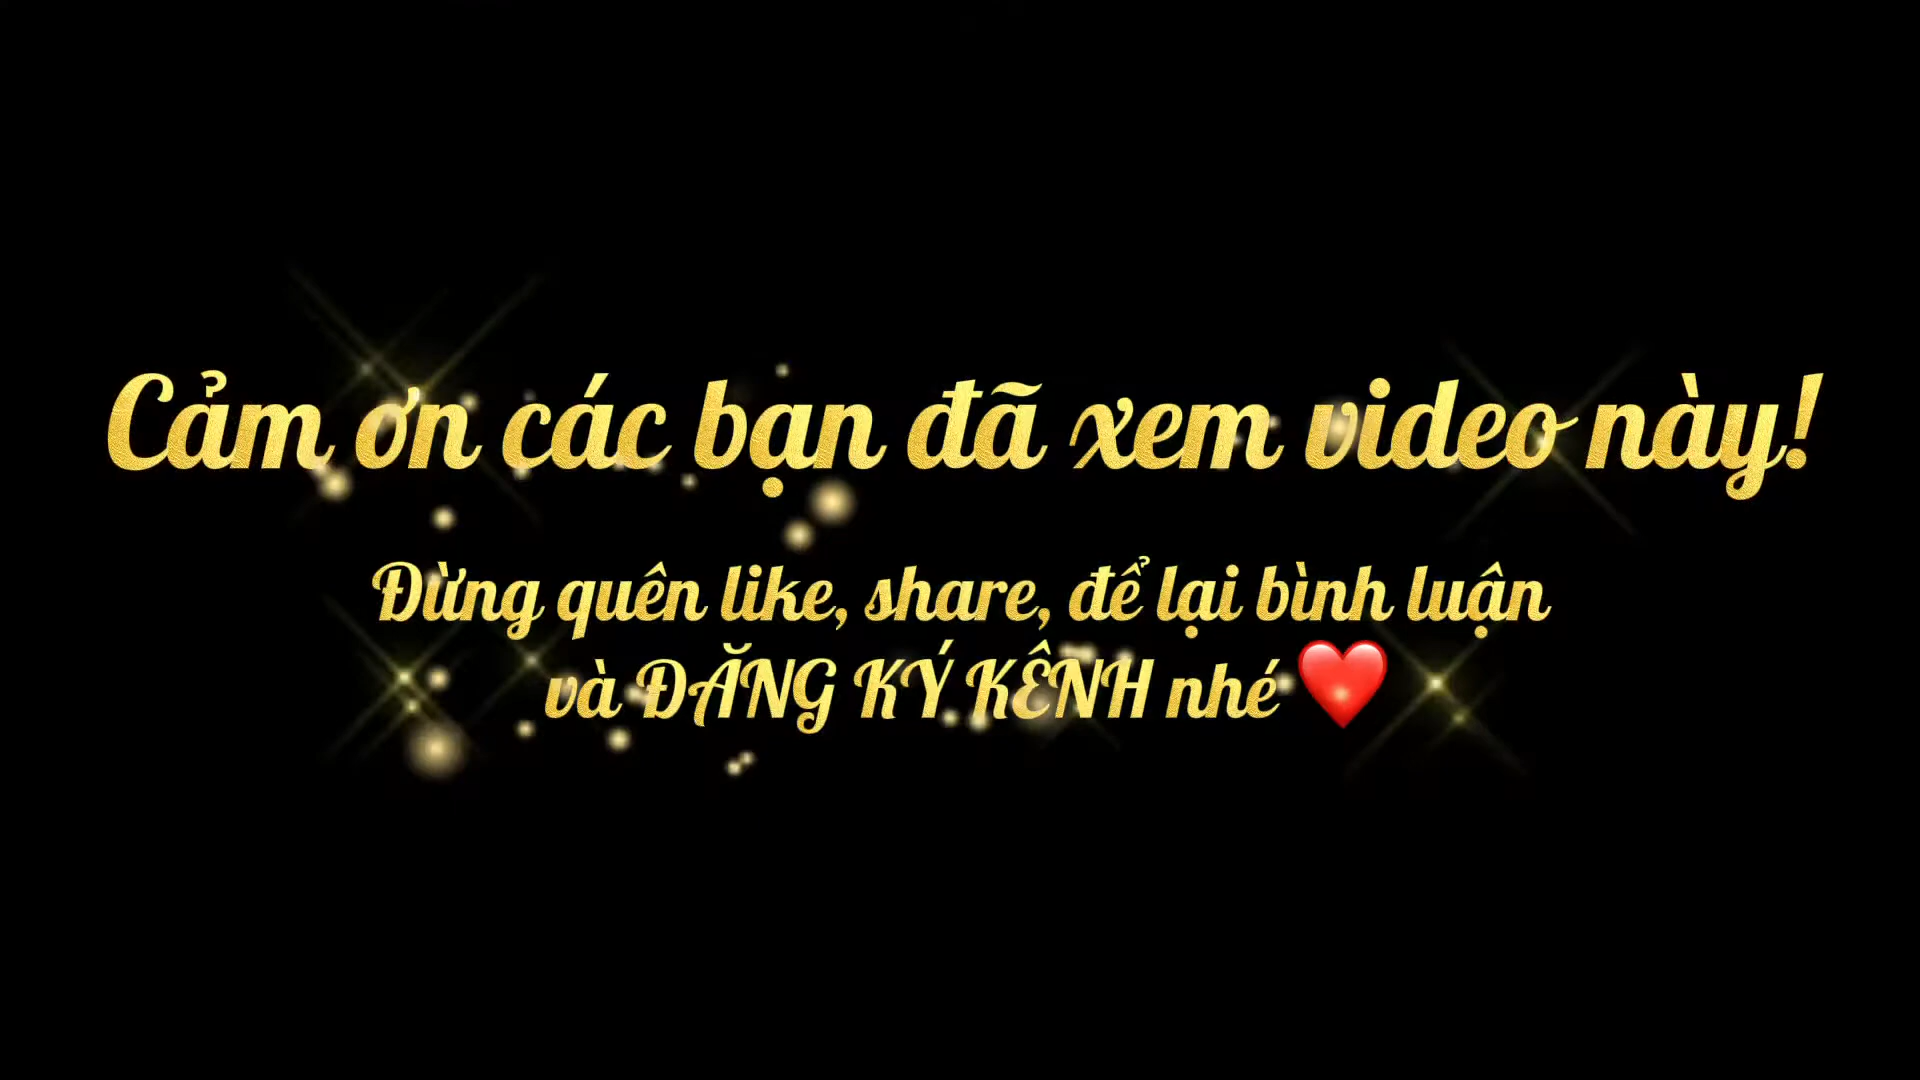 Cảm ơn các bạn đã xem video này!
Đừng quên like, share, để lại bình luận
và ĐĂNG KÝ KÊNH nhé ❤️